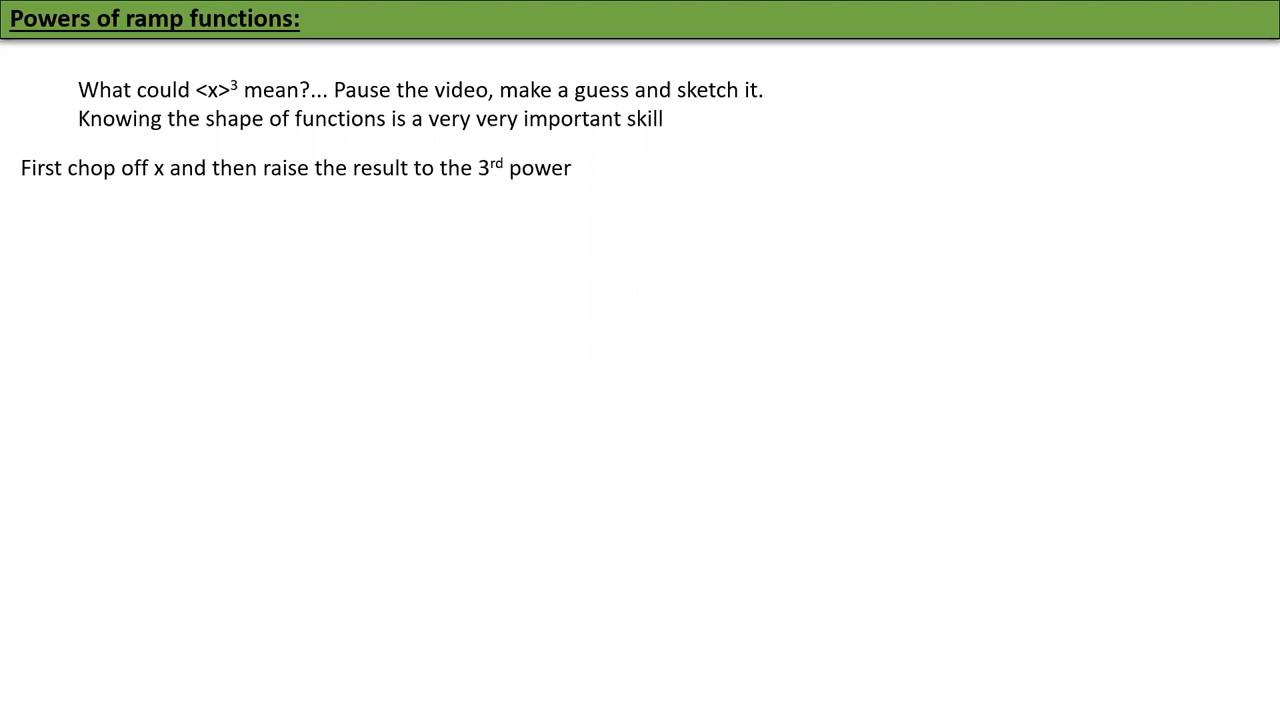 Powers of ramp functions:
What could <x>³ mean?... Pause the video, make a guess and sketch it.
Knowing the shape of functions is a very very important skill
First chop off x and then raise the result to the 3rd power